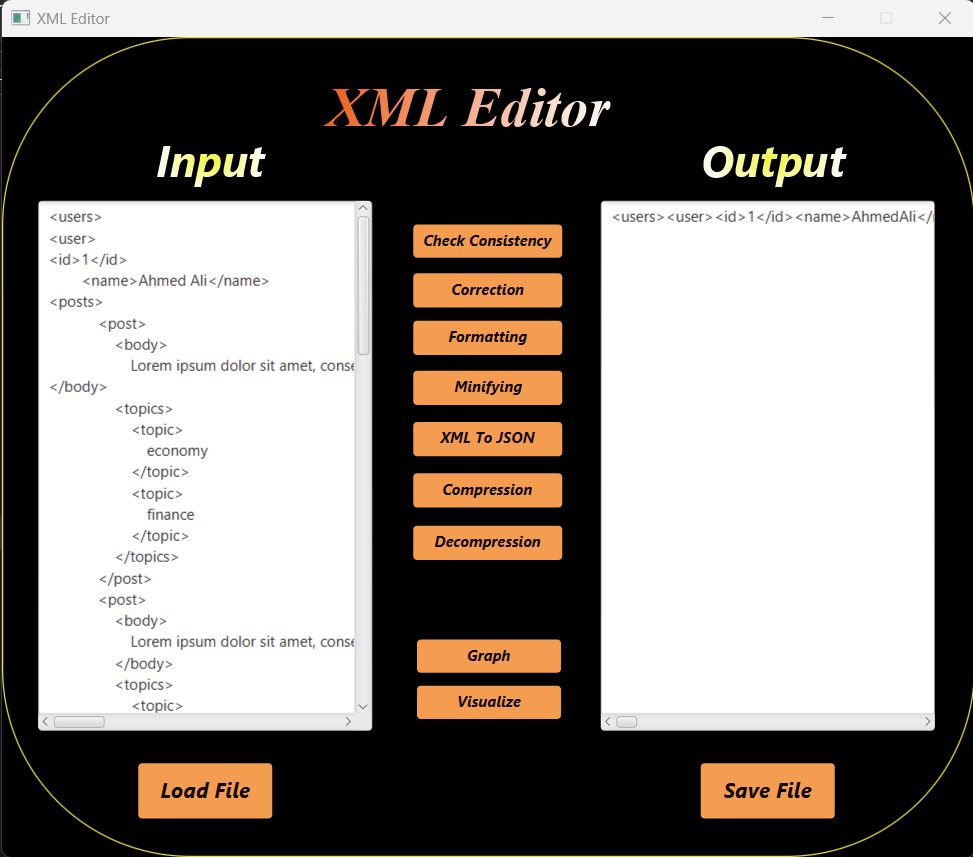 XML Editor
XML Editor
Input
Output
<users>
<user>
<id>1</id>
<name>Ahmed Ali</name>
<posts>
<post>
<body>
Lorem ipsum dolor sit amet, conse
</body>
<topics>
<topic>
economy
</topic>
<topic>
finance
</topic>
</topics>
</post>
<post>
<body>
Lorem ipsum dolor sit amet, conse
</body>
<topics>
<topic>
Check Consistency
Correction
Formatting
Minifying
XML To JSON
Compression
Decompression
Graph
Visualize
<users><user><id>1</id><name>AhmedAli</
Load File
Save File